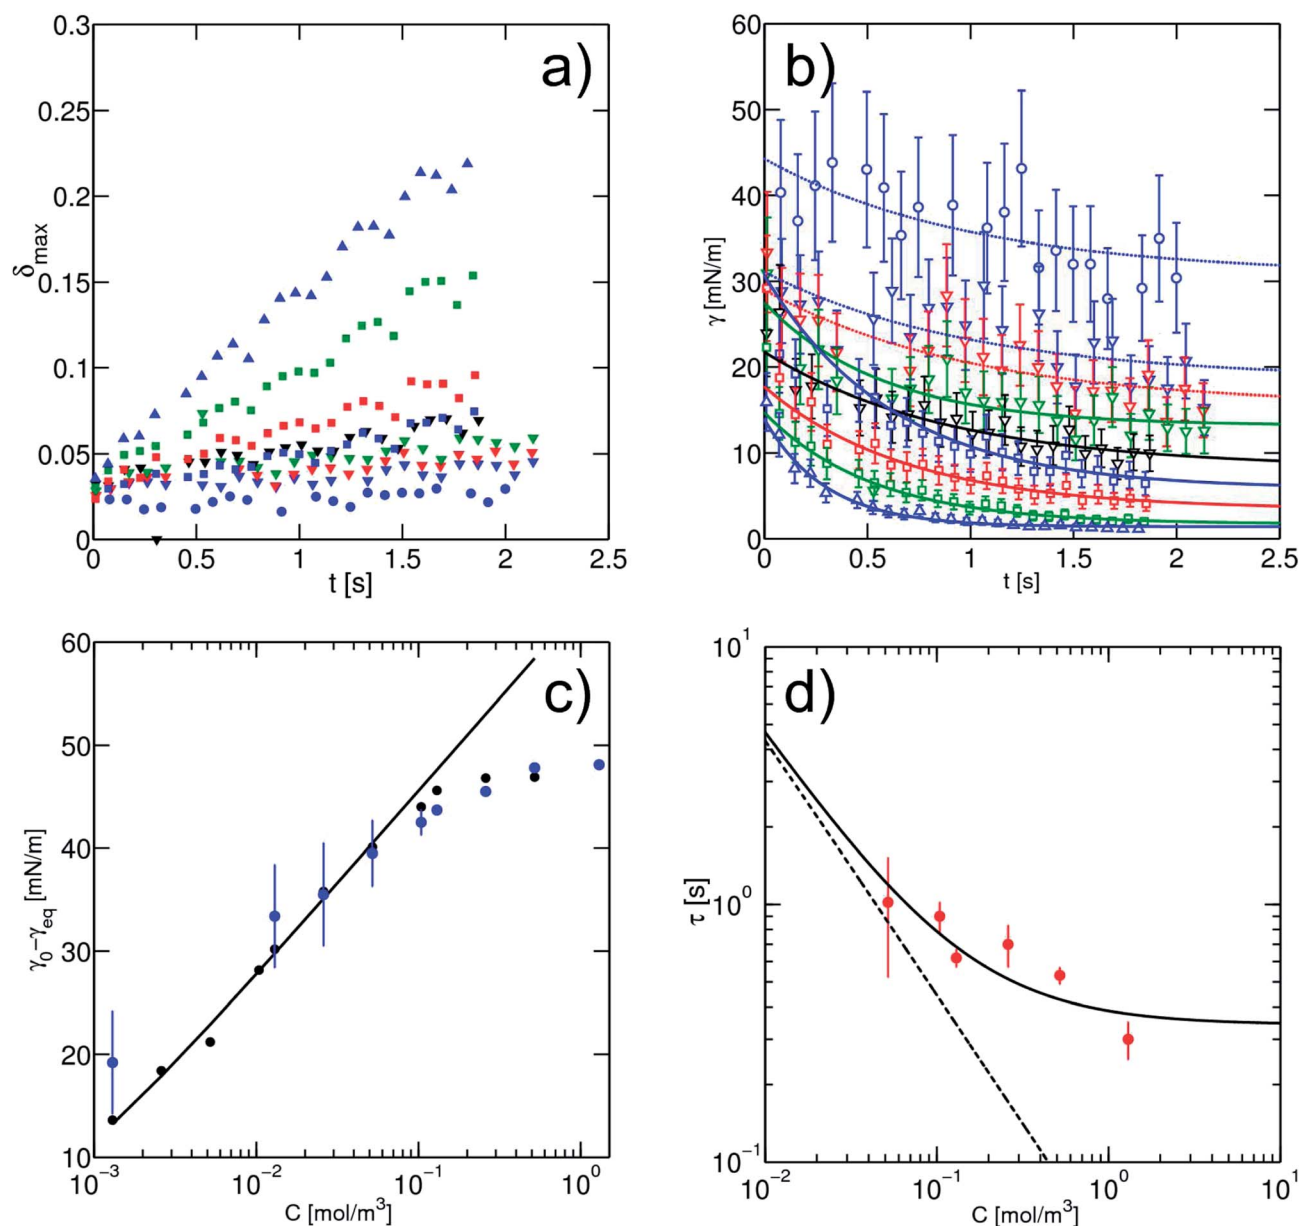 a)
0.3
0.25
0.2
0.15
0.1
0.05
0
δmax
0 0.5 1 1.5 2 2.5
t [s]
b)
60
50
40
30
20
10
0
γ [mN/m]
0 0.5 1 1.5 2 2.5
t [s]
c)
60
50
40
30
20
10
γ0−γeq [mN/m]
10−3 10−2 10−1 100
C [mol/m3]
d)
101
100
10−1
τ [s]
10−2 10−1 100 101
C [mol/m3]